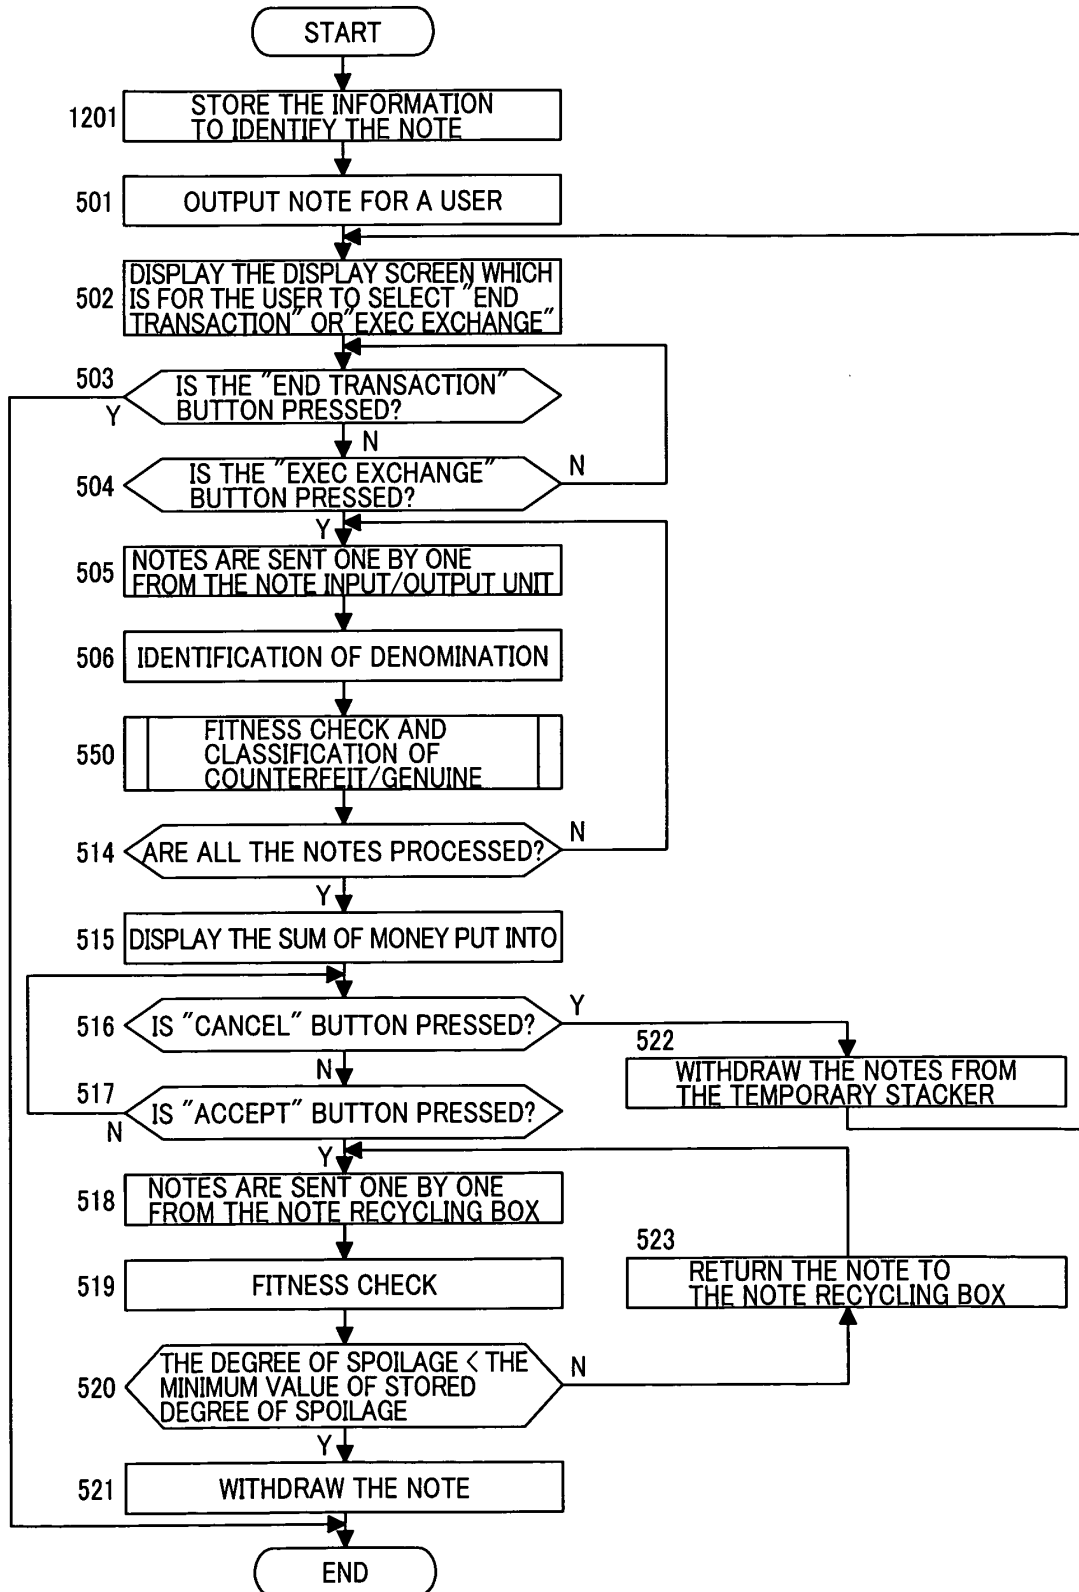 START
1201
STORE THE INFORMATION
TO IDENTIFY THE NOTE
501
OUTPUT NOTE FOR A USER
502
DISPLAY THE DISPLAY SCREEN WHICH
IS FOR THE USER TO SELECT "END
TRANSACTION" OR "EXEC EXCHANGE"
503
IS THE "END TRANSACTION"
BUTTON PRESSED?
Y
N
504
IS THE "EXEC EXCHANGE"
BUTTON PRESSED?
N
Y
505
NOTES ARE SENT ONE BY ONE
FROM THE NOTE INPUT/OUTPUT UNIT
506
IDENTIFICATION OF DENOMINATION
550
FITNESS CHECK AND
CLASSIFICATION OF
COUNTERFEIT/GENUINE
514
ARE ALL THE NOTES PROCESSED?
N
Y
515
DISPLAY THE SUM OF MONEY PUT INTO
516
IS "CANCEL" BUTTON PRESSED?
Y
522
WITHDRAW THE NOTES FROM
THE TEMPORARY STACKER
N
517
IS "ACCEPT" BUTTON PRESSED?
N
Y
518
NOTES ARE SENT ONE BY ONE
FROM THE NOTE RECYCLING BOX
523
RETURN THE NOTE TO
THE NOTE RECYCLING BOX
519
FITNESS CHECK
520
THE DEGREE OF SPOILAGE < THE
MINIMUM VALUE OF STORED
DEGREE OF SPOILAGE
N
Y
521
WITHDRAW THE NOTE
END